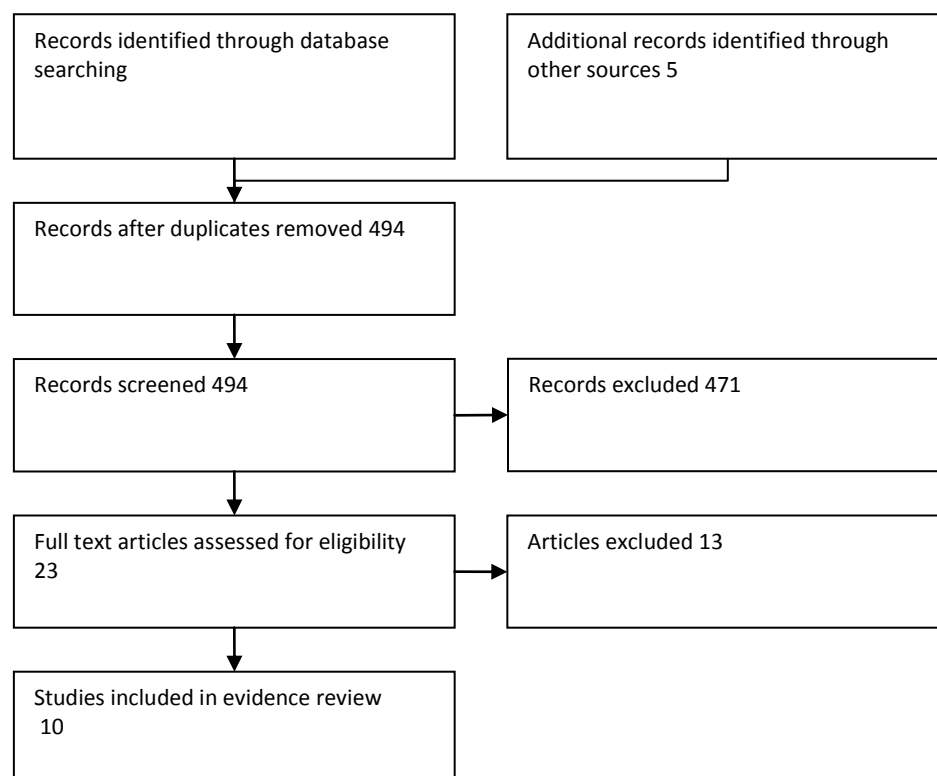 Records identified through database
searching
Additional records identified through
other sources 5
Records after duplicates removed 494
Records screened 494
Records excluded 471
Full text articles assessed for eligibility
23
Articles excluded 13
Studies included in evidence review
10